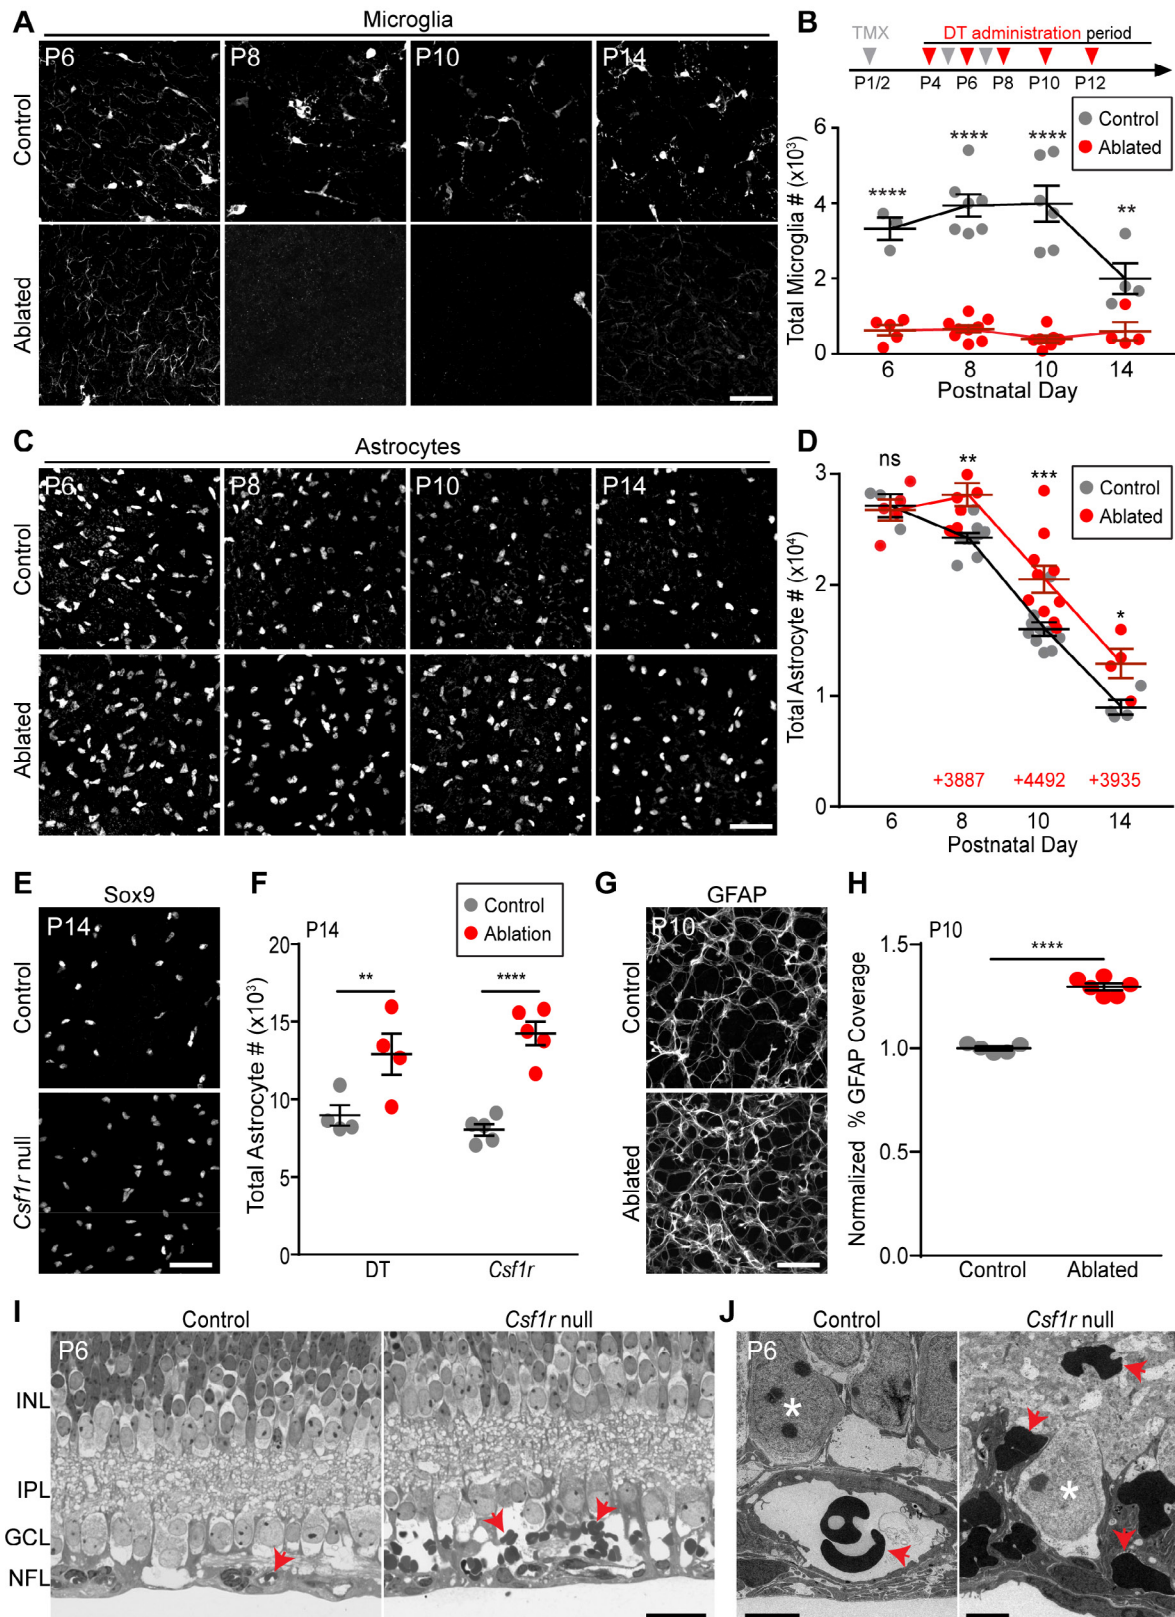 A
Microglia
P6
P8
P10
P14
Control
Ablated
B
TMX
DT administration period
P1/2
P4
P6
P8
P10
P12
Control
Ablated
Total Microglia # (x10³)
6
4
2
0
****
****
****
**
6
8
10
14
Postnatal Day
C
Astrocytes
P6
P8
P10
P14
Control
Ablated
D
Control
Ablated
Total Astrocyte # (x10⁴)
3
2
1
0
ns
**
***
*
+3887
+4492
+3935
6
8
10
14
Postnatal Day
E
Sox9
P14
Control
Csf1r null
F
Control
Ablation
P14
Total Astrocyte # (x10³)
20
15
10
5
0
**
****
DT
Csf1r
G
GFAP
P10
Control
Ablated
H
P10
Normalized % GFAP Coverage
1.5
1.0
0.5
0.0
****
Control
Ablated
I
Control
Csf1r null
P6
INL
IPL
GCL
NFL
J
Control
Csf1r null
P6
*
*